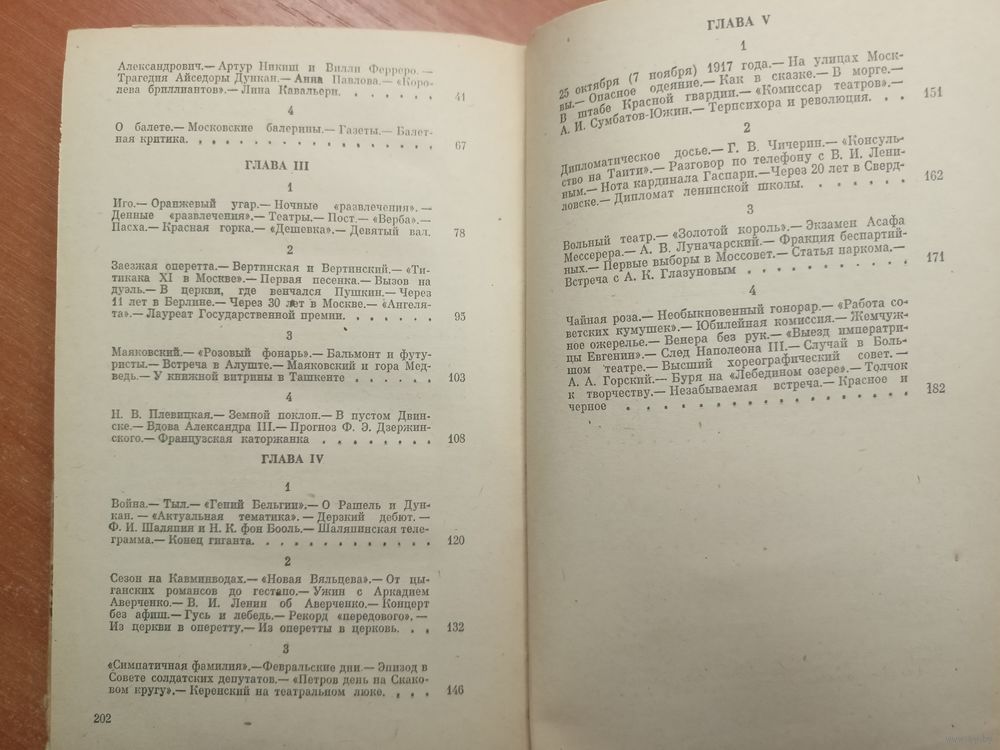 Александрович.— Артур Никиш и Вилли Ферреро.—
Трагедия Айседоры Дункан.— Анна Павлова.— «Коро-
лева бриллиантов».— Лина Кавальери. . . . . . . 41
4
О балете.— Московские балерины.— Газеты.— Балет-
ная критика. . . . . . . . . . . . . . . . . 67
ГЛАВА III
1
Иго.— Оранжевый угар.— Ночные «развлечения».—
Денные «развлечения».— Театры.— Пост.— «Верба».—
Пасха.— Красная горка.— «Дешевка».— Девятый вал. 78
2
Заезжая оперетта.— Вертинская и Вертинский.— «Ти-
тикака XI в Москве».— Первая песенка.— Вызов на
дуэль.— В церкви, где венчался Пушкин.— Через
11 лет в Берлине.— Через 30 лет в Москве.— «Ангеля-
та».— Лауреат Государственной премии. . . . . . . 95
3
Маяковский.— «Розовый фонарь».— Бальмонт и футу-
ристы.— Встреча в Алуште.— Маяковский и гора Мед-
ведь.— У книжной витрины в Ташкенте . . . . . . 103
4
Н. В. Плевицкая.— Земной поклон.— В пустом Двин-
ске.— Вдова Александра III.— Прогноз Ф. Э. Дзержин-
ского.— Французская каторжанка . . . . . . . . 108
ГЛАВА IV
1
Война.— Тыл.— «Гений Бельгии».— О Рашель и Дун-
кан.— «Актуальная тематика».— Дерзкий дебют.—
Ф. И. Шаляпин и Н. К. фон Бооль.— Шаляпинская теле-
грамма.— Конец гиганта. . . . . . . . . . . . 120
2
Сезон на Кавминводах.— «Новая Вяльцева».— От цы-
ганских романсов до гестапо.— Ужин с Аркадием
Аверченко.— В. И. Ленин об Аверченко.— Концерт
без афиш.— Гусь и лебедь.— Рекорд «передового».—
Из церкви в оперетту.— Из оперетты в церковь. . . 132
3
«Симпатичная фамилия».—Февральские дни.— Эпизод в
Совете солдатских депутатов.— «Петров день на Скако-
вом кругу».— Керенский на театральном люке. . . . 146
202
ГЛАВА V
1
25 октября (7 ноября) 1917 года.— На улицах Моск-
вы.— Опасное одеяние.— Как в сказке.— В морге.—
В штабе Красной гвардии.— «Комиссар театров».—
А. И. Сумбатов-Южин.— Терпсихора и революция. . . 151
2
Дипломатическое досье.— Г. В. Чичерин.— «Консуль-
ство на Таити».— Разговор по телефону с В. И. Лени-
ным.— Нота кардинала Гаспари.—Через 20 лет в Сверд-
ловске.— Дипломат ленинской школы. . . . . . . 162
3
Вольный театр.— «Золотой король».— Экзамен Асафа
Мессерера.— А. В. Луначарский.— Фракция беспартий-
ных.— Первые выборы в Моссовет.— Статья наркома.—
Встреча с А. К. Глазуновым . . . . . . . . . . . 171
4
Чайная роза.— Необыкновенный гонорар.— «Работа со-
ветских кумушек».— Юбилейная комиссия.— Жемчуж-
ное ожерелье.— Венера без рук.— «Выезд императри-
цы Евгении».— След Наполеона III.— Случай в Боль-
шом театре.— Высший хореографический совет.—
А. А. Горский.— Буря на «Лебедином озере».— Толчок
к творчеству.— Незабываемая встреча.— Красное и
черное . . . . . . . . . . . . . . . . . . 182